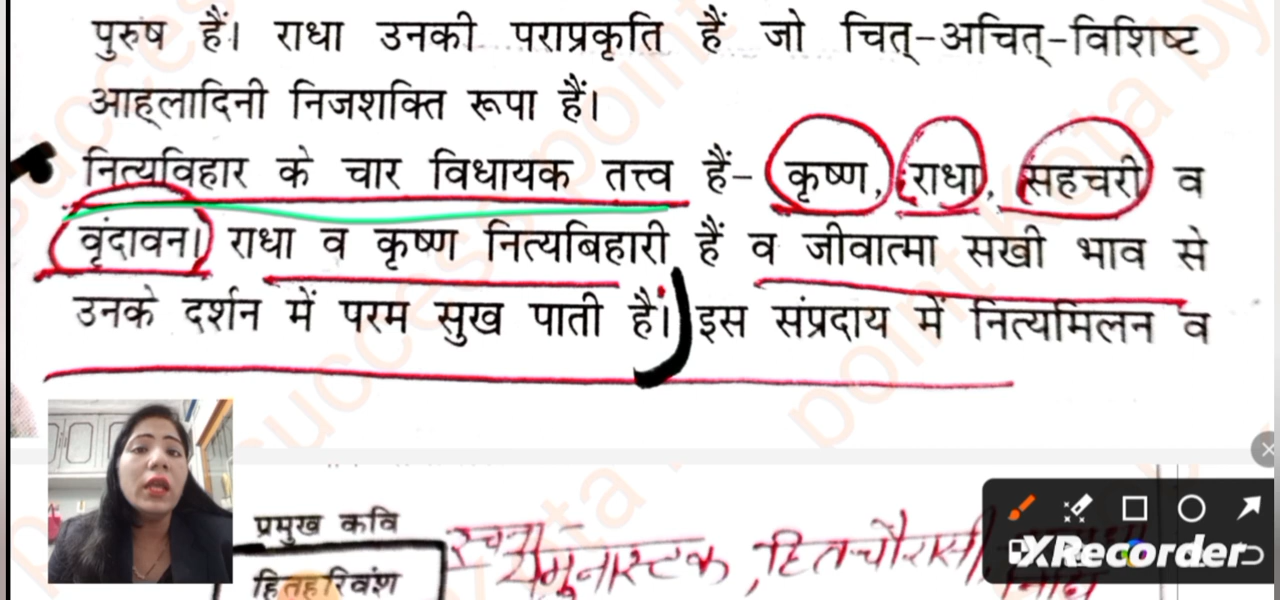 पुरुष हैं। राधा उनकी पराप्रकृति हैं जो चित्-अचित्-विशिष्ट
आह्लादिनी निजशक्ति रूपा हैं।
नित्यविहार के चार विधायक तत्त्व हैं- कृष्ण, राधा, सहचरी व
वृंदावन। राधा व कृष्ण नित्यबिहारी हैं व जीवात्मा सखी भाव से
उनके दर्शन में परम सुख पाती हैं। इस संप्रदाय में नित्यमिलन व
प्रमुख कवि
रचना- यमुनास्टक, हितचौरासी,
हितहरिवंश
XRecorder